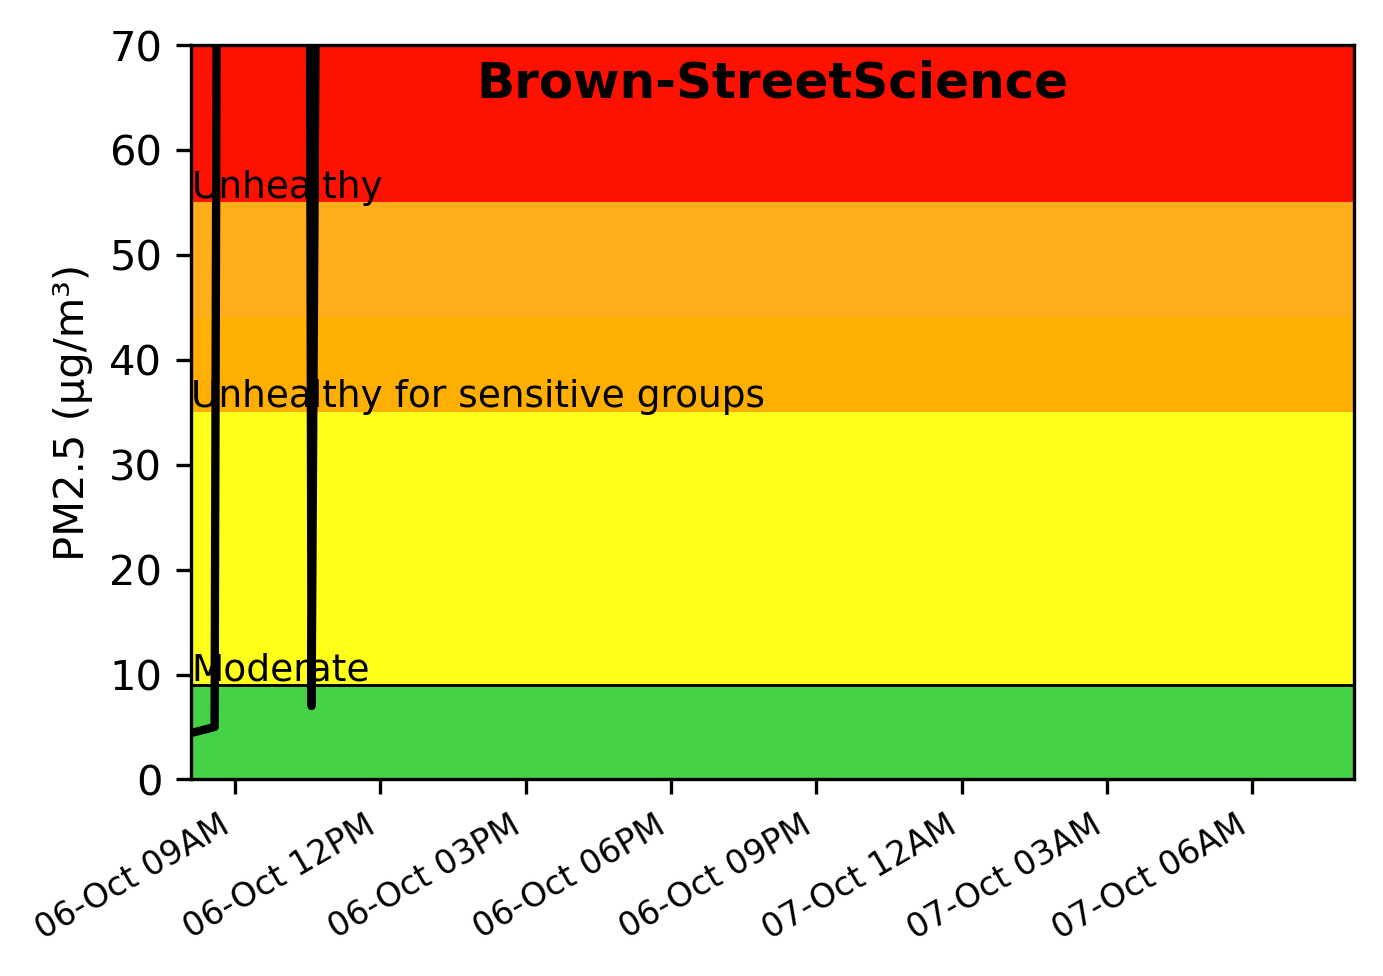 Brown-StreetScience
PM2.5 (µg/m³)
70
60
50
40
30
20
10
0
Unhealthy
Unhealthy for sensitive groups
Moderate
06-Oct 09AM
06-Oct 12PM
06-Oct 03PM
06-Oct 06PM
06-Oct 09PM
07-Oct 12AM
07-Oct 03AM
07-Oct 06AM